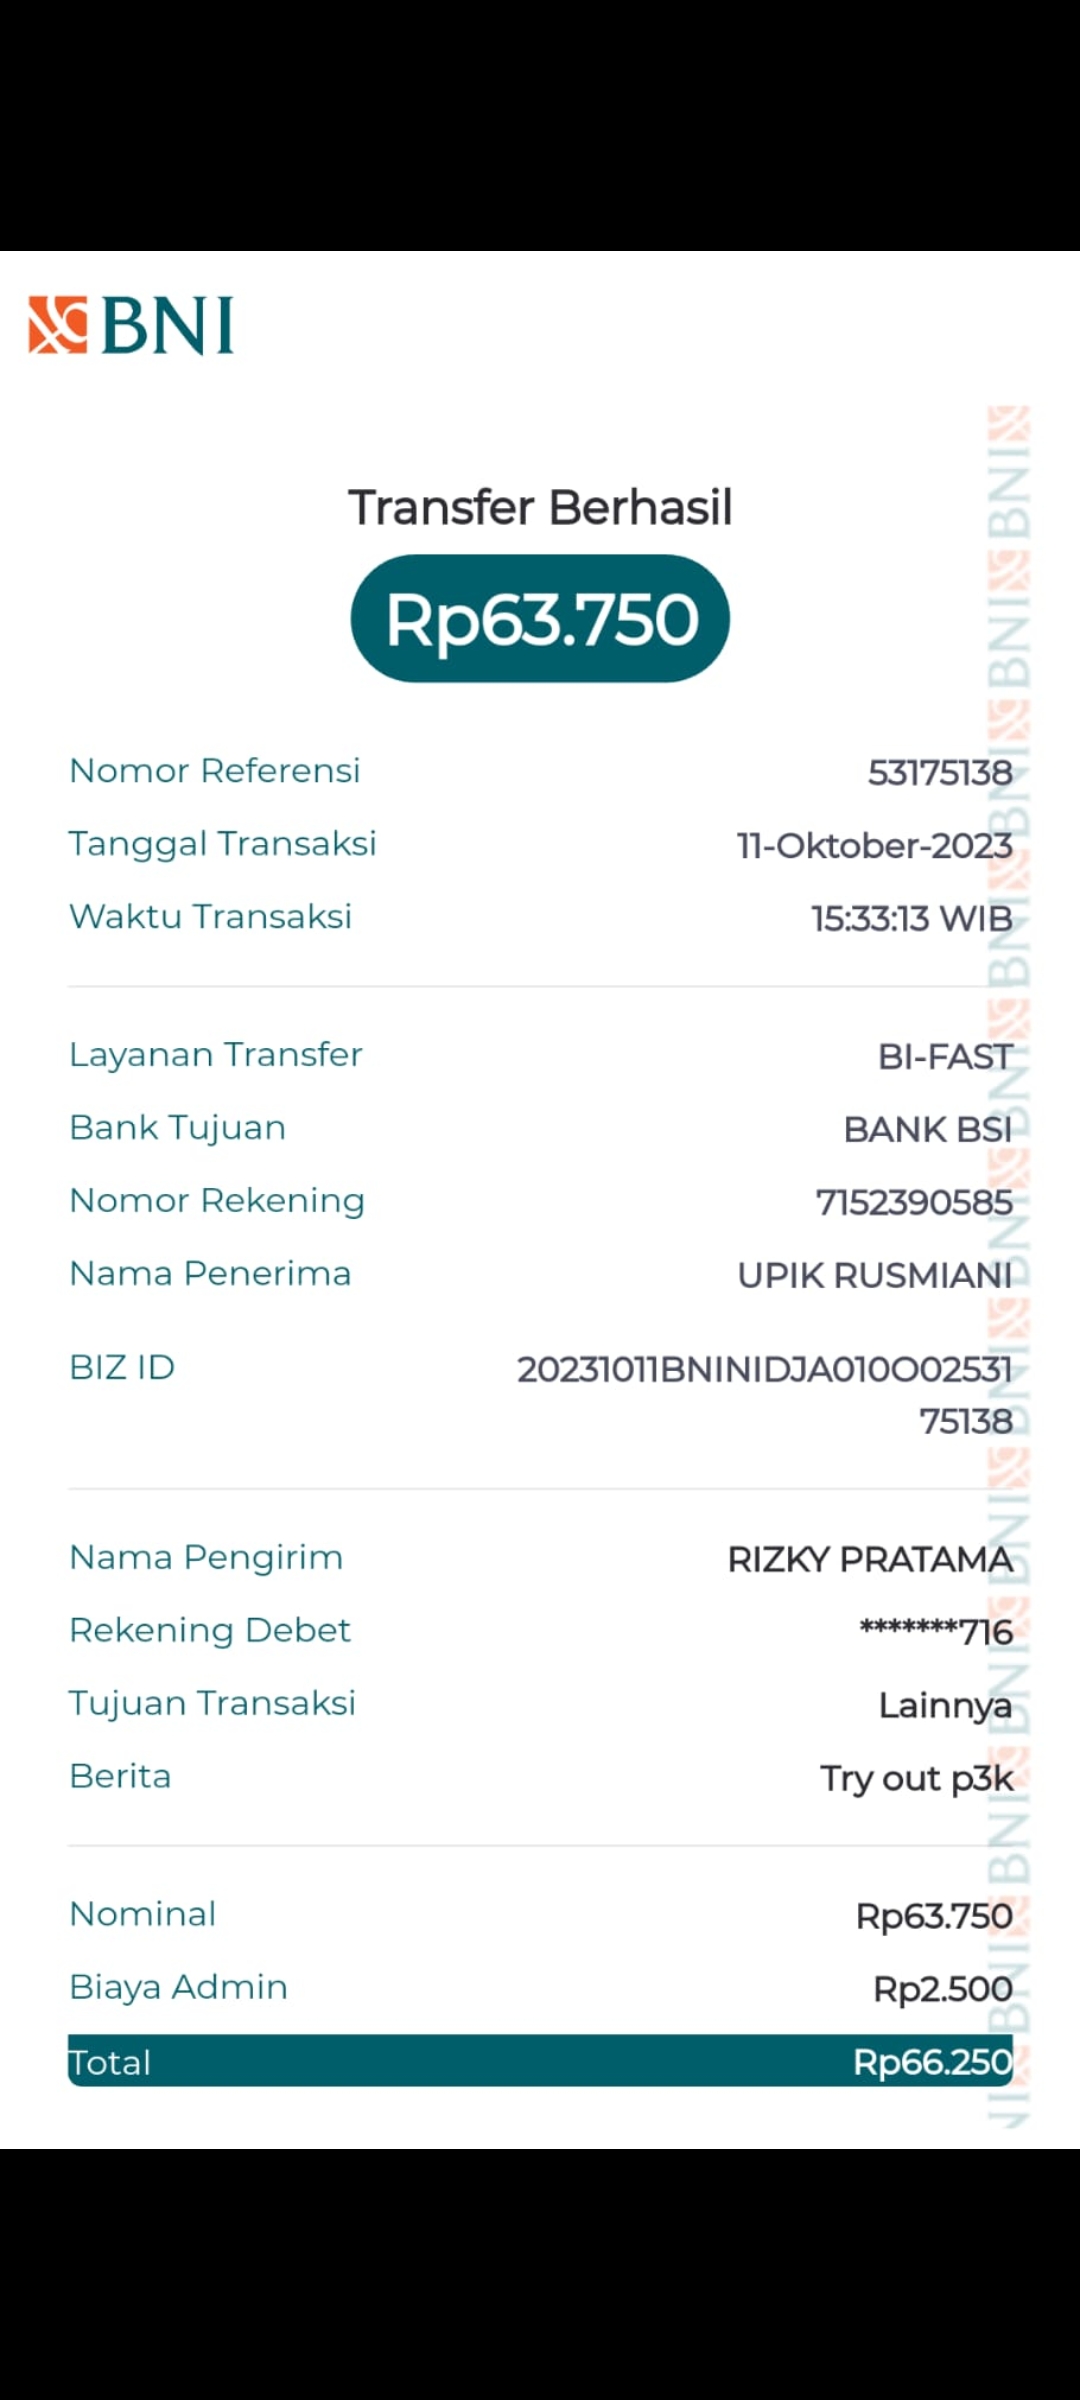 BNI
Transfer Berhasil
Rp63.750
Nomor Referensi 53175138
Tanggal Transaksi 11-Oktober-2023
Waktu Transaksi 15:33:13 WIB
Layanan Transfer BI-FAST
Bank Tujuan BANK BSI
Nomor Rekening 7152390585
Nama Penerima UPIK RUSMIANI
BIZ ID 20231011BNINIDJA010O02531
75138
Nama Pengirim RIZKY PRATAMA
Rekening Debet *******716
Tujuan Transaksi Lainnya
Berita Try out p3k
Nominal Rp63.750
Biaya Admin Rp2.500
Total Rp66.250
BNI BNI BNI BNI BNI BNI BNI BNI BNI BNI BNI NI